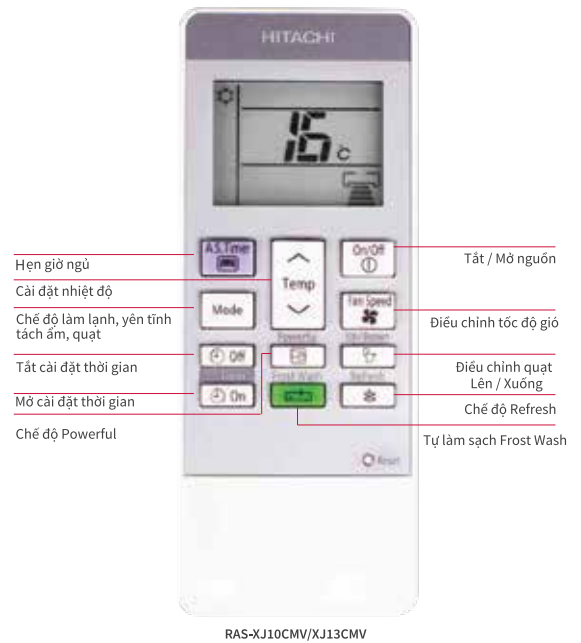 HITACHI
16 °C
A.S.Timer
Temp
On/Off
Mode
Fan Speed
Powerful
Off
On
Frost Wash
Refresh
Reset
Hẹn giờ ngủ
Cài đặt nhiệt độ
Chế độ làm lạnh, yên tĩnh
tách ẩm, quạt
Tắt cài đặt thời gian
Mở cài đặt thời gian
Chế độ Powerful
Tắt / Mở nguồn
Điều chỉnh tốc độ gió
Điều chỉnh quạt
Lên / Xuống
Chế độ Refresh
Tự làm sạch Frost Wash
RAS-XJ10CMV/XJ13CMV